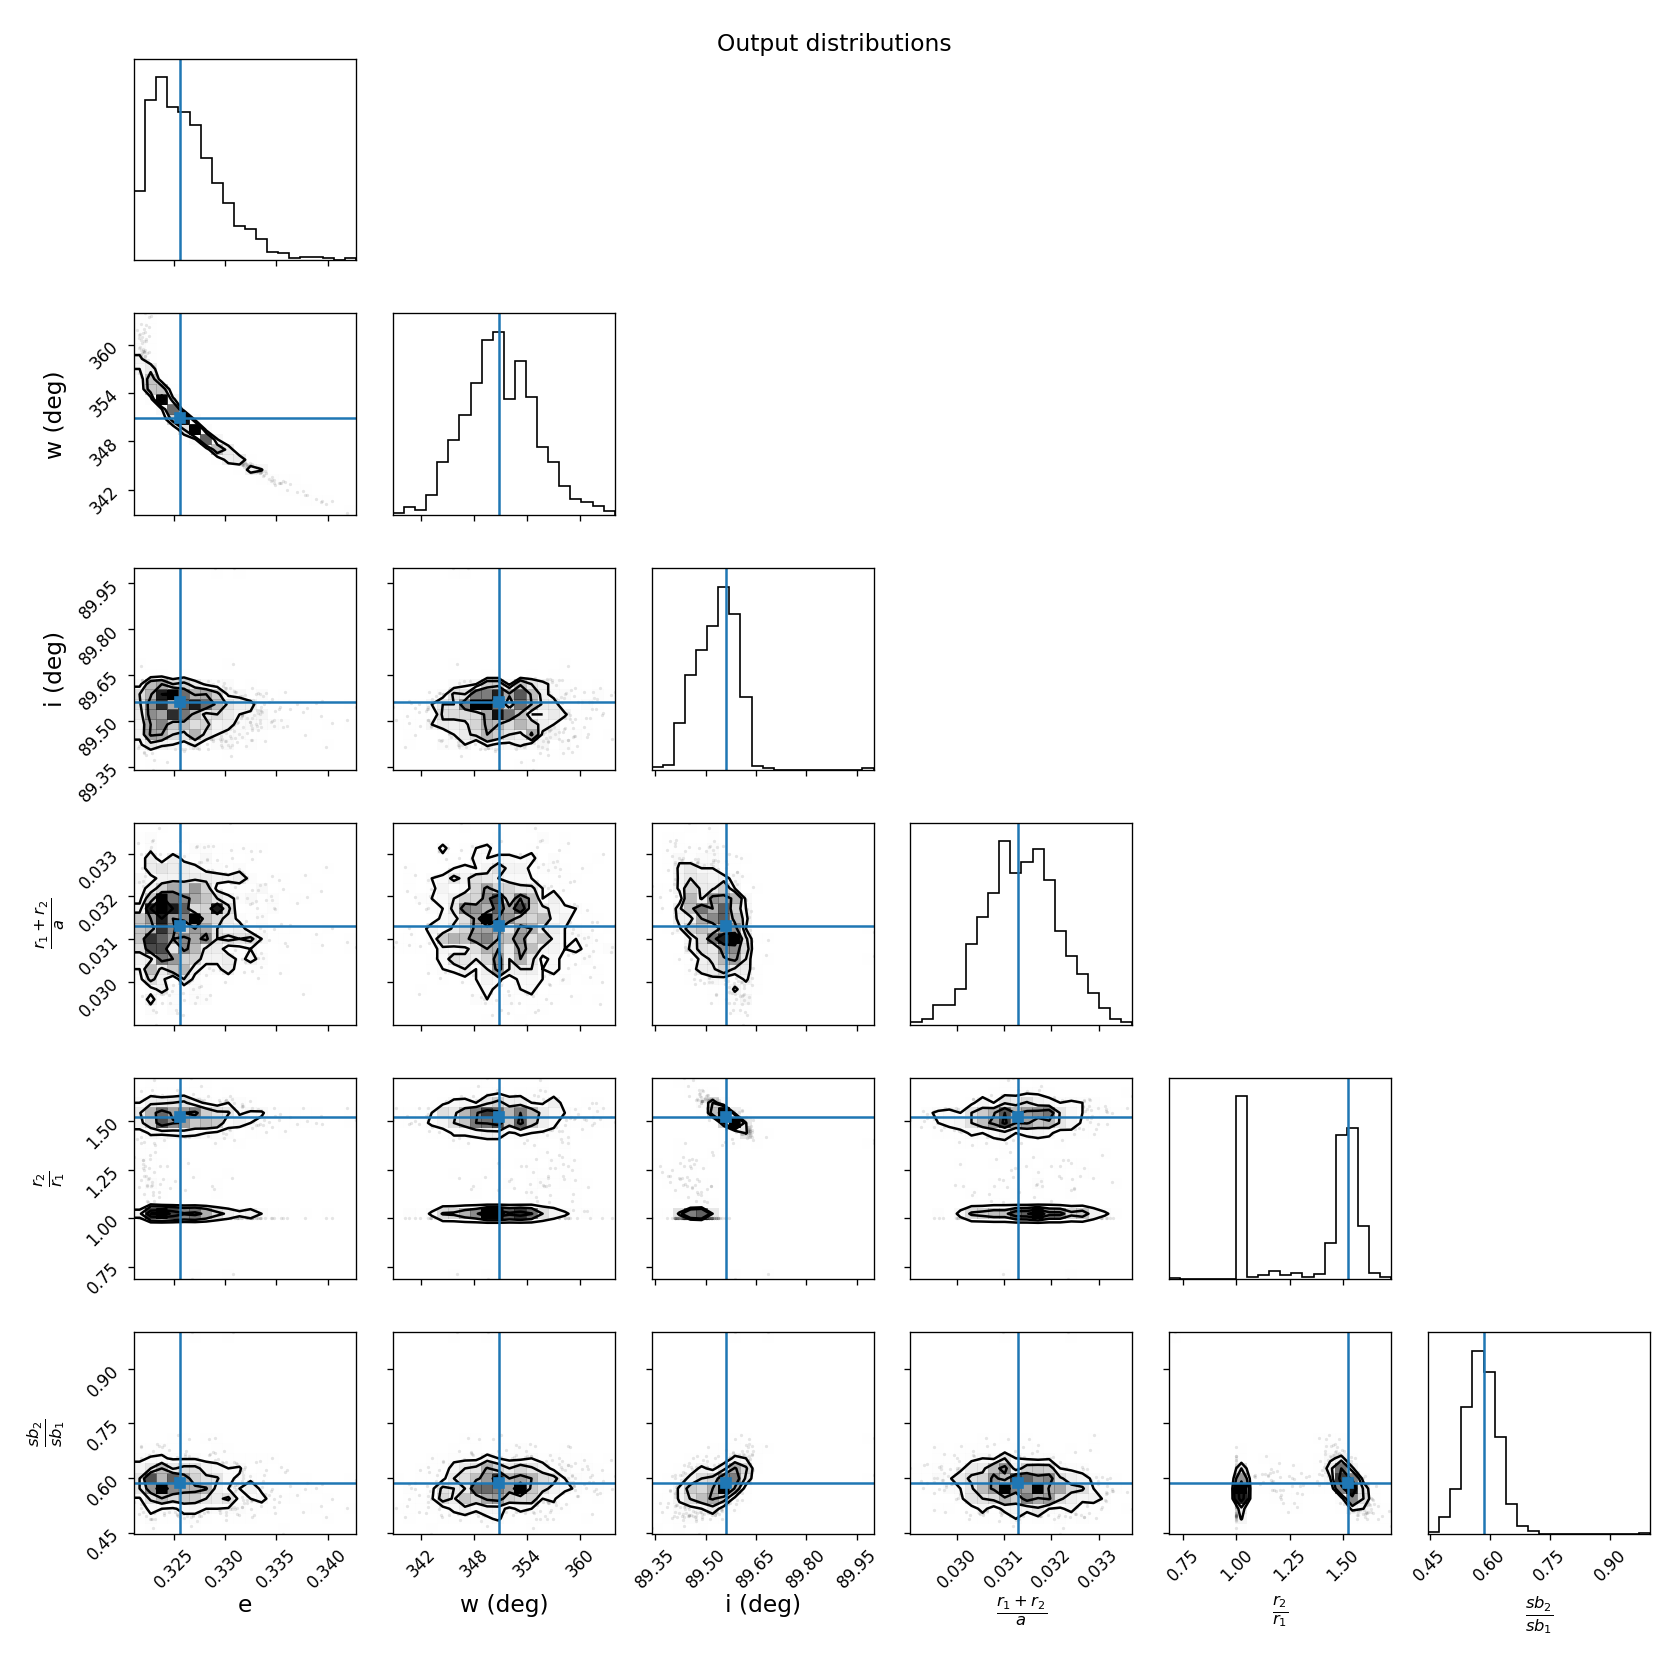 Output distributions
360
354
348
342
w (deg)
89.95
89.80
89.65
89.50
89.35
i (deg)
0.033
0.032
0.031
0.030
r₁ + r₂
a
1.50
1.25
1.00
0.75
r₂
r₁
0.90
0.75
0.60
0.45
sb₂
sb₁
0.325 0.330 0.335 0.340
342 348 354 360
89.35 89.50 89.65 89.80 89.95
0.030 0.031 0.032 0.033
0.75 1.00 1.25 1.50
0.45 0.60 0.75 0.90
e
w (deg)
i (deg)
r₁ + r₂
a
r₂
r₁
sb₂
sb₁